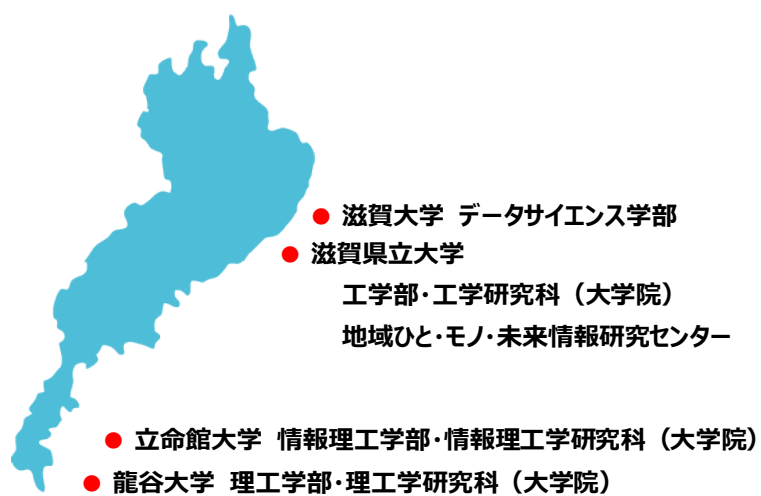 滋賀大学 データサイエンス学部
滋賀県立大学
工学部・工学研究科（大学院）
地域ひと・モノ・未来情報研究センター
立命館大学 情報理工学部・情報理工学研究科（大学院）
龍谷大学 理工学部・理工学研究科（大学院）